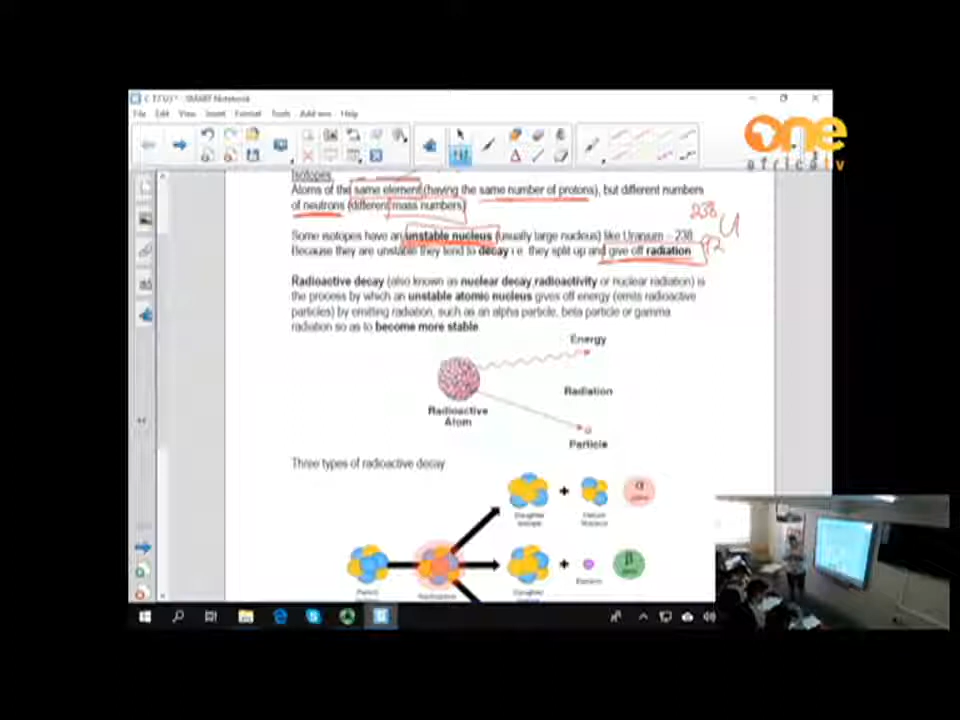 SMART Notebook
File Edit View Insert Format Tools Add-ons Help
one
africa tv
Isotopes
Atoms of the same element (having the same number of protons), but different numbers
of neutrons (different mass numbers)
238
U
92
Some isotopes have an unstable nucleus (usually large nucleus) like Uranium – 238
Because they are unstable they tend to decay i.e. they split up and give off radiation
Radioactive decay (also known as nuclear decay, radioactivity or nuclear radiation) is
the process by which an unstable atomic nucleus gives off energy (emits radioactive
particles) by emitting radiation, such as an alpha particle, beta particle or gamma
radiation so as to become more stable
Energy
Radioactive
Atom
Radiation
Particle
Three types of radioactive decay
+
α
Daughter
Helium
Nucleus
+
β
Parent
Daughter